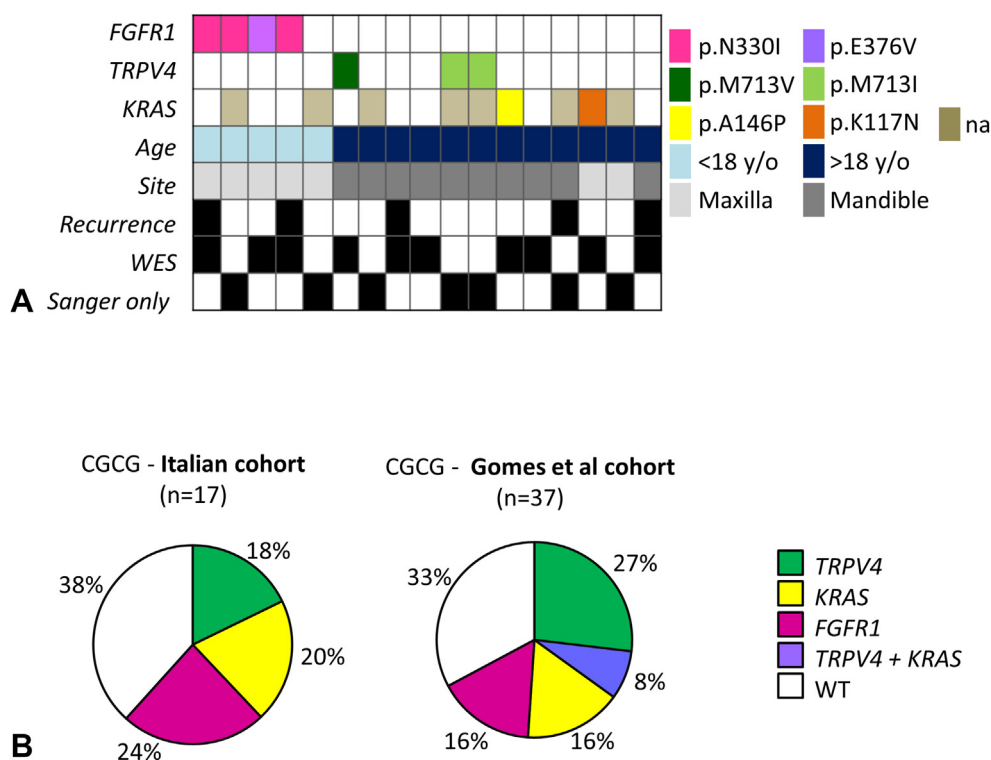 FGFR1
TRPV4
KRAS
Age
Site
Recurrence
WES
A Sanger only
p.N330I p.E376V
p.M713V p.M713I
p.A146P p.K117N na
<18 y/o >18 y/o
Maxilla Mandible
CGCG - Italian cohort
(n=17)
38%
18%
20%
24%
CGCG - Gomes et al cohort
(n=37)
33%
27%
8%
16%
16%
TRPV4
KRAS
FGFR1
TRPV4 + KRAS
WT
B